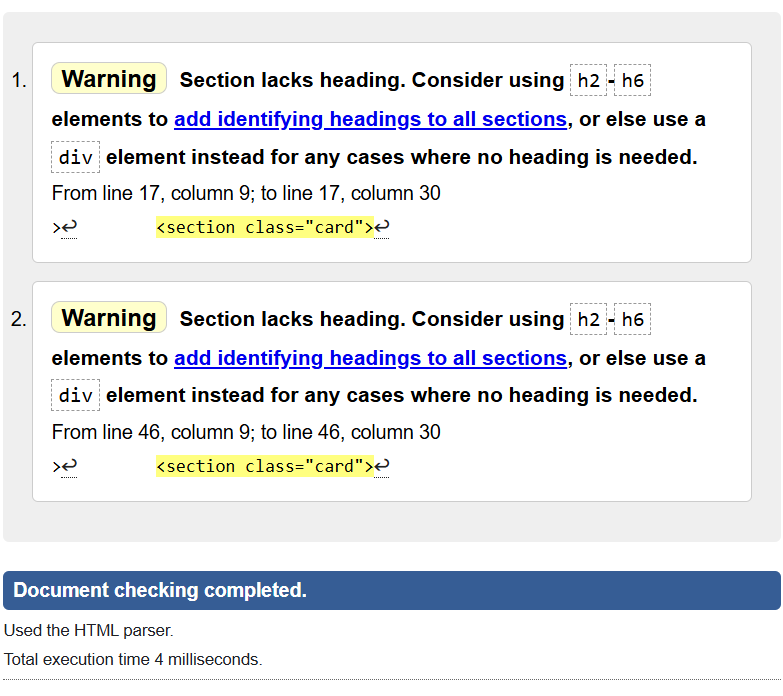 1. Warning Section lacks heading. Consider using h2-h6
elements to add identifying headings to all sections, or else use a
div element instead for any cases where no heading is needed.
From line 17, column 9; to line 17, column 30
>↩ <section class="card">↩
2. Warning Section lacks heading. Consider using h2-h6
elements to add identifying headings to all sections, or else use a
div element instead for any cases where no heading is needed.
From line 46, column 9; to line 46, column 30
>↩ <section class="card">↩
Document checking completed.
Used the HTML parser.
Total execution time 4 milliseconds.